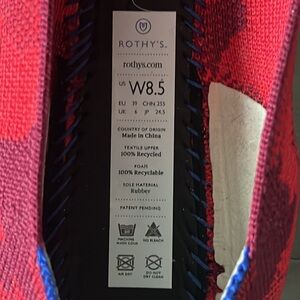 ROTHY'S.
rothys.com
US W8.5
EU 39 CHN 255
UK 6 JP 24.5
COUNTRY OF ORIGIN
Made in China
TEXTILE UPPER
100% Recycled
FOAM
100% Recyclable
SOLE MATERIAL
Rubber
PATENT PENDING
MACHINE WASH COLD
NO BLEACH
AIR DRY
DO NOT DRY CLEAN